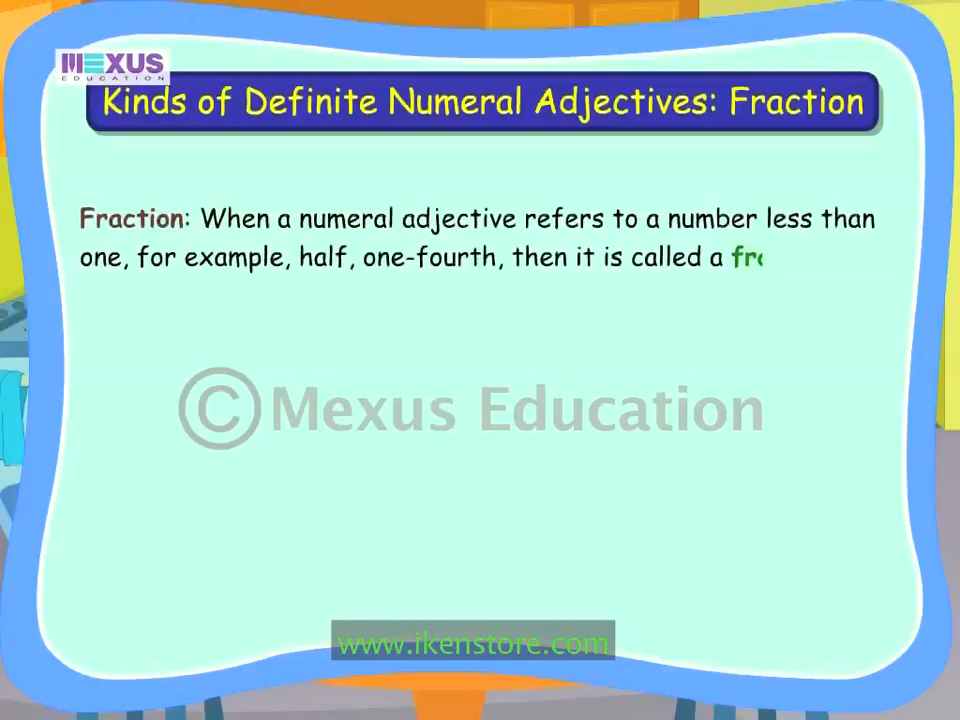 MEXUS
EDUCATION
Kinds of Definite Numeral Adjectives: Fraction
Fraction: When a numeral adjective refers to a number less than
one, for example, half, one-fourth, then it is called a
© Mexus Education
www.ikenstore.com